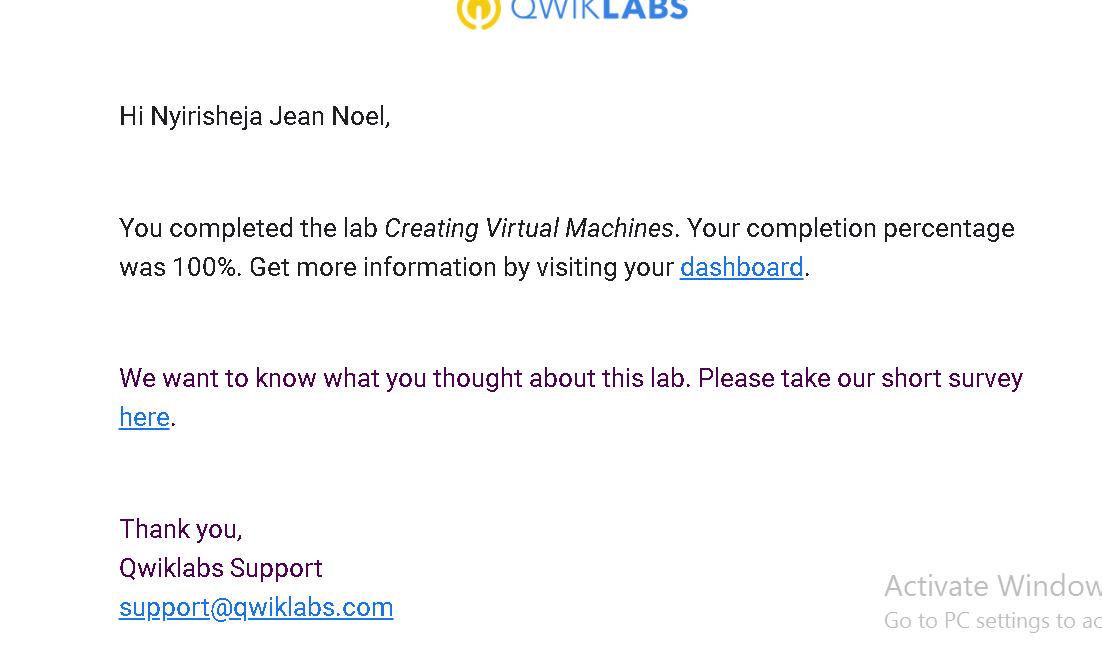 QWIKLABS
Hi Nyirisheja Jean Noel,
You completed the lab Creating Virtual Machines. Your completion percentage
was 100%. Get more information by visiting your dashboard.
We want to know what you thought about this lab. Please take our short survey
here.
Thank you,
Qwiklabs Support
support@qwiklabs.com
Activate Window
Go to PC settings to ac